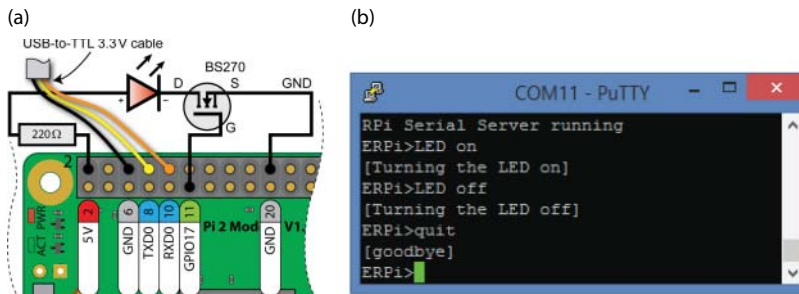 (a)
(b)
USB-to-TTL 3.3 V cable
BS270
D
S
GND
G
+
−
220Ω
2
ACT PWR
2
5V
6
GND
8
TXD0
10
RXD0
11
GPIO17
Pi 2 Mod
20
GND
V1.
COM11 - PuTTY
RPi Serial Server running
ERPi>LED on
[Turning the LED on]
ERPi>LED off
[Turning the LED off]
ERPi>quit
[goodbye]
ERPi>